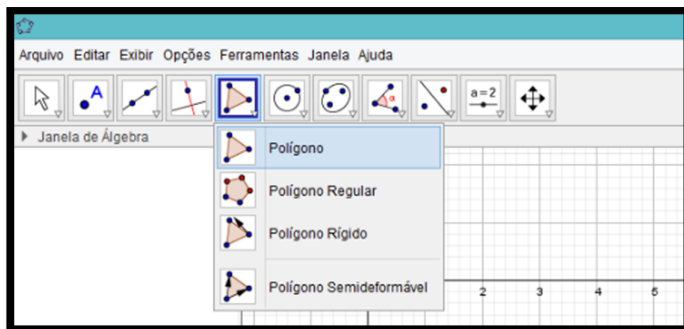 Arquivo Editar Exibir Opções Ferramentas Janela Ajuda
A α a=2
Janela de Álgebra
Polígono
Polígono Regular
Polígono Rígido
Polígono Semideformável
2 3 4 5